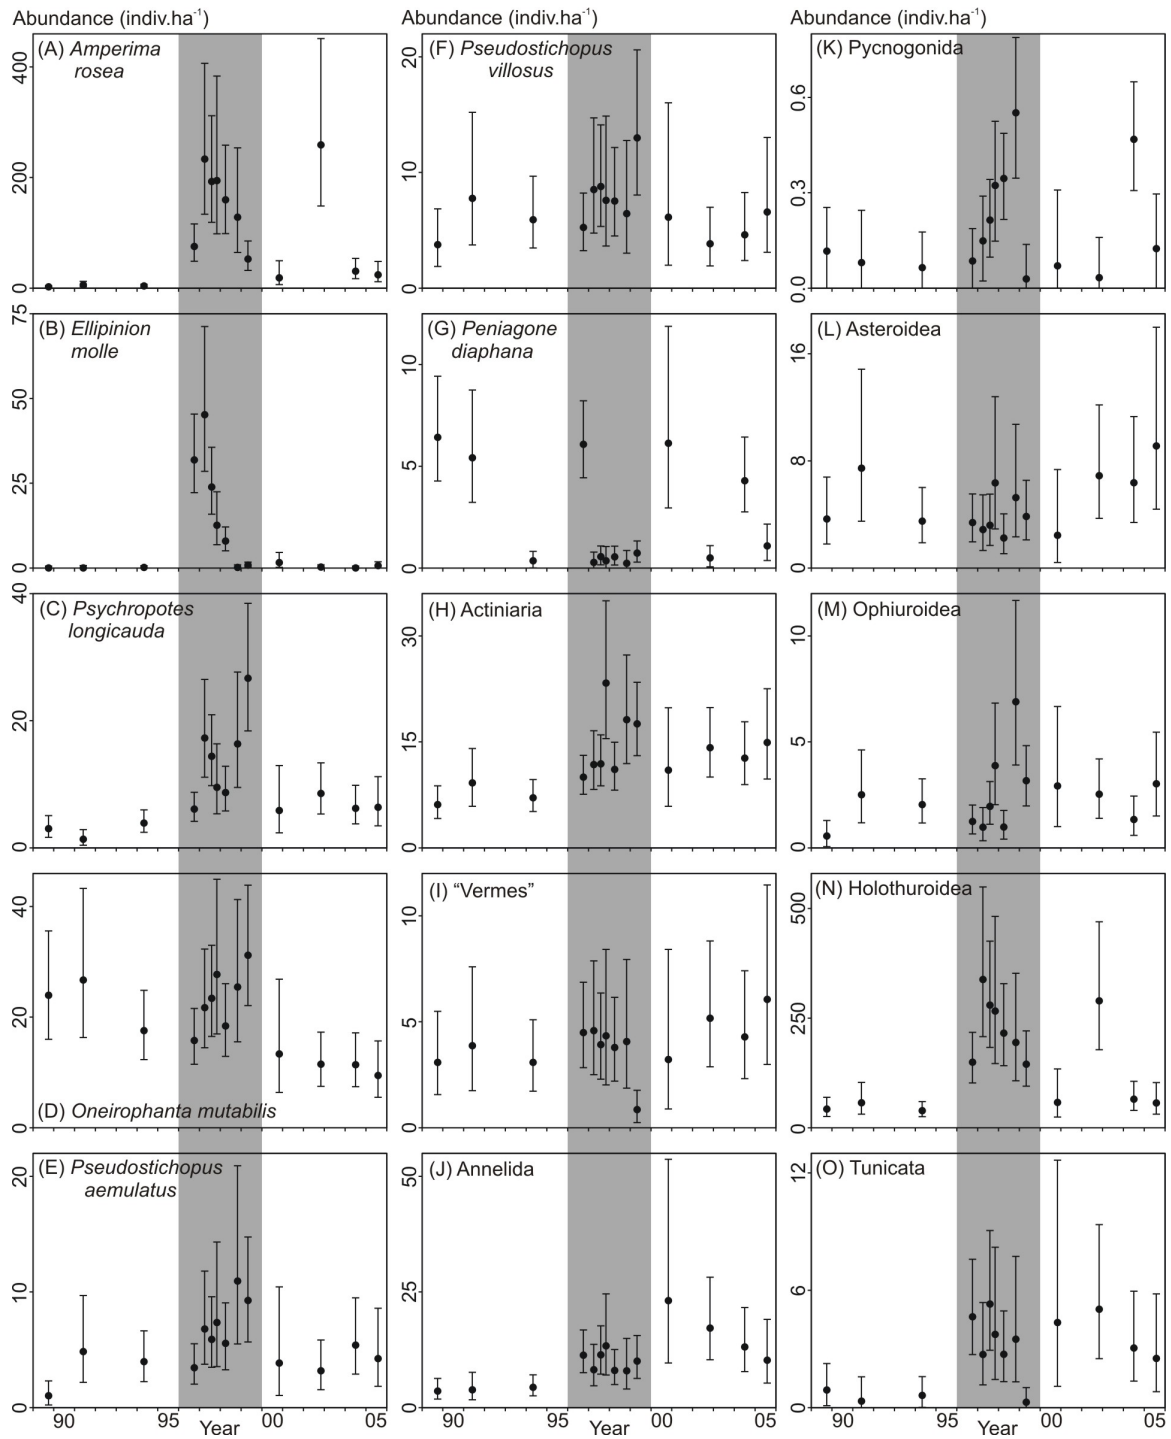 Abundance (indiv.ha⁻¹) Abundance (indiv.ha⁻¹) Abundance (indiv.ha⁻¹)
(A) Amperima
rosea
400
200
0
(F) Pseudostichopus
villosus
20
10
0
(K) Pycnogonida
0.6
0.3
0.0
(B) Ellipinion
molle
75
50
25
0
(G) Peniagone
diaphana
10
5
0
(L) Asteroidea
16
8
0
(C) Psychropotes
longicauda
40
20
0
(H) Actiniaria
30
15
0
(M) Ophiuroidea
10
5
0
40
20
0
(D) Oneirophanta mutabilis
(I) “Vermes”
10
5
0
(N) Holothuroidea
500
250
0
(E) Pseudostichopus
aemulatus
20
10
0
(J) Annelida
50
25
0
(O) Tunicata
12
6
0
90 95 00 05 90 95 00 05 90 95 00 05
Year Year Year